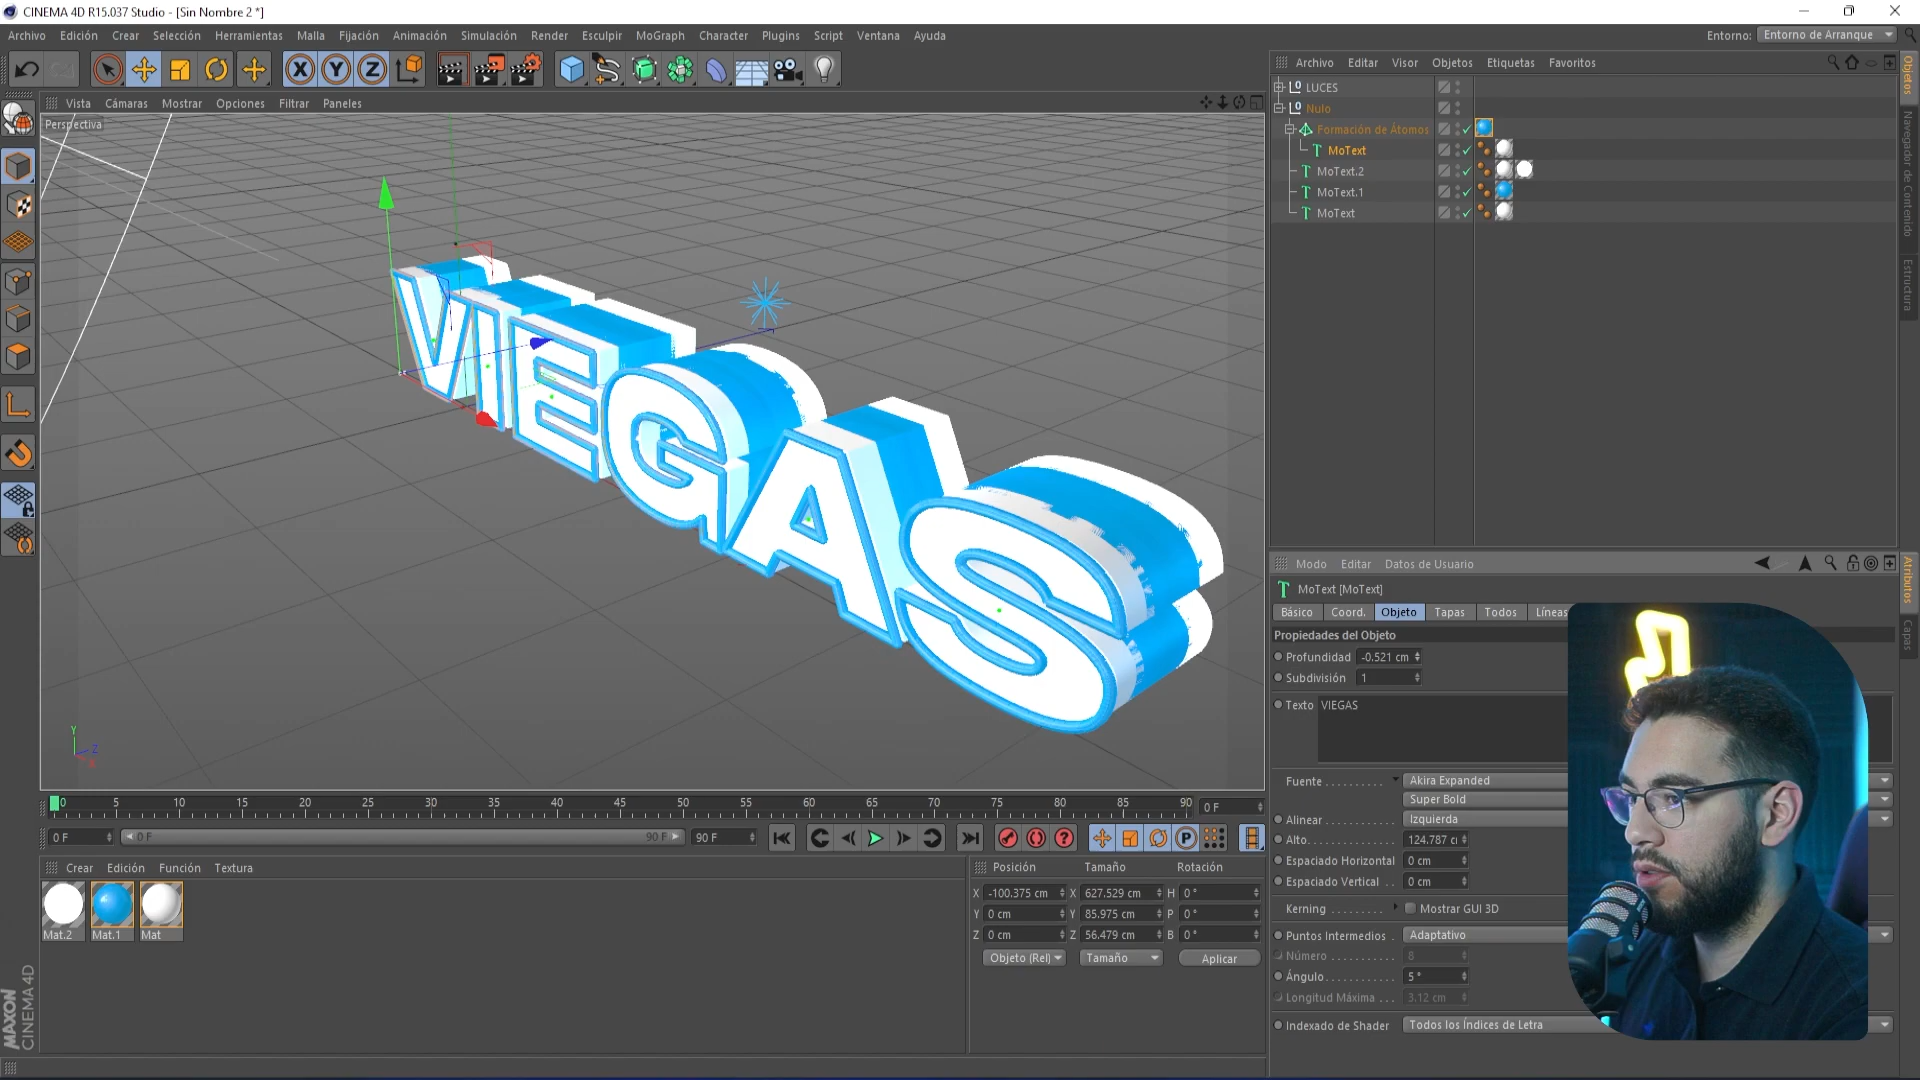 CINEMA 4D R15.037 Studio - [Sin Nombre 2 *]
Archivo Edición Crear Selección Herramientas Malla Fijación Animación Simulación Render Esculpir MoGraph Character Plugins Script Ventana Ayuda
Entorno: Entorno de Arranque
X Y Z
Archivo Editar Visor Objetos Etiquetas Favoritos
Vista Cámaras Mostrar Opciones Filtrar Paneles
Perspectiva
LUCES
Nulo
Formación de Átomos
MoText
MoText.2
MoText.1
MoText
Objetos
Navegador de Contenido
Estructura
VIEGAS
Y
Z
X
Modo Editar Datos de Usuario
MoText [MoText]
Básico Coord. Objeto Tapas Todos Líneas
Propiedades del Objeto
Profundidad -0.521 cm
Subdivisión 1
Texto VIEGAS
Fuente Akira Expanded
Super Bold
Alinear Izquierda
Alto 124.787 c
Espaciado Horizontal 0 cm
Espaciado Vertical 0 cm
Kerning Mostrar GUI 3D
Puntos Intermedios Adaptativo
Número 8
Ángulo 5 °
Longitud Máxima 3.12 cm
Indexado de Shader Todos los Índices de Letra
Atributos
Capas
0 5 10 15 20 25 30 35 40 45 50 55 60 65 70 75 80 85 90 0 F
0 F 0 F 90 F 90 F
P
Crear Edición Función Textura
Mat.2 Mat.1 Mat
Posición Tamaño Rotación
X -100.375 cm X 627.529 cm H 0 °
Y 0 cm Y 85.975 cm P 0 °
Z 0 cm Z 56.479 cm B 0 °
Objeto (Rel) Tamaño Aplicar
MAXON
CINEMA 4D